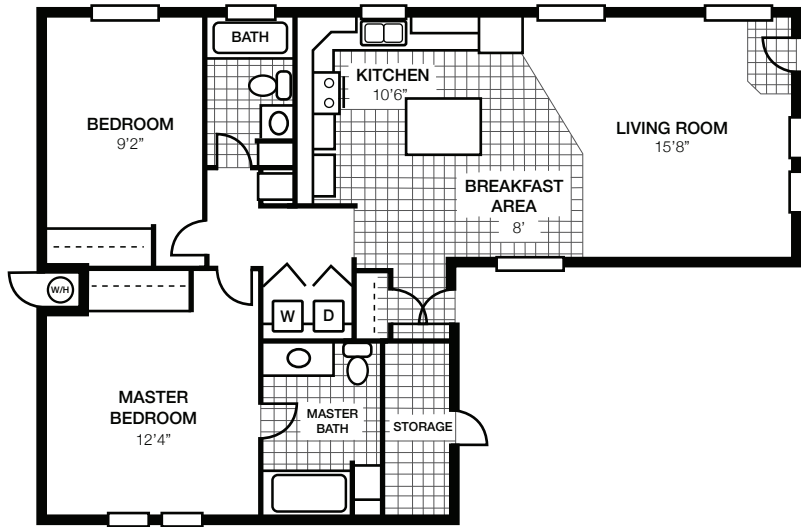 BATH
KITCHEN
10’6”
BEDROOM
9’2”
LIVING ROOM
15’8”
BREAKFAST
AREA
8’
W/H
W
D
MASTER
BEDROOM
12’4”
MASTER
BATH
STORAGE